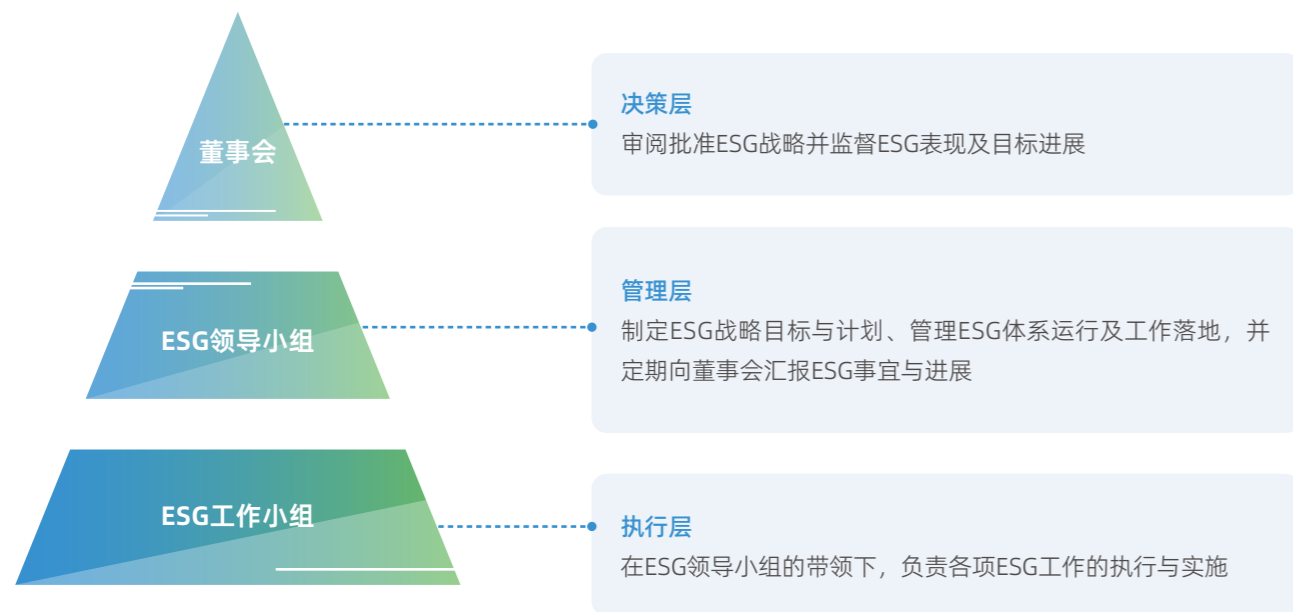 董事会
决策层
审阅批准ESG战略并监督ESG表现及目标进展
ESG领导小组
管理层
制定ESG战略目标与计划、管理ESG体系运行及工作落地，并
定期向董事会汇报ESG事宜与进展
ESG工作小组
执行层
在ESG领导小组的带领下，负责各项ESG工作的执行与实施